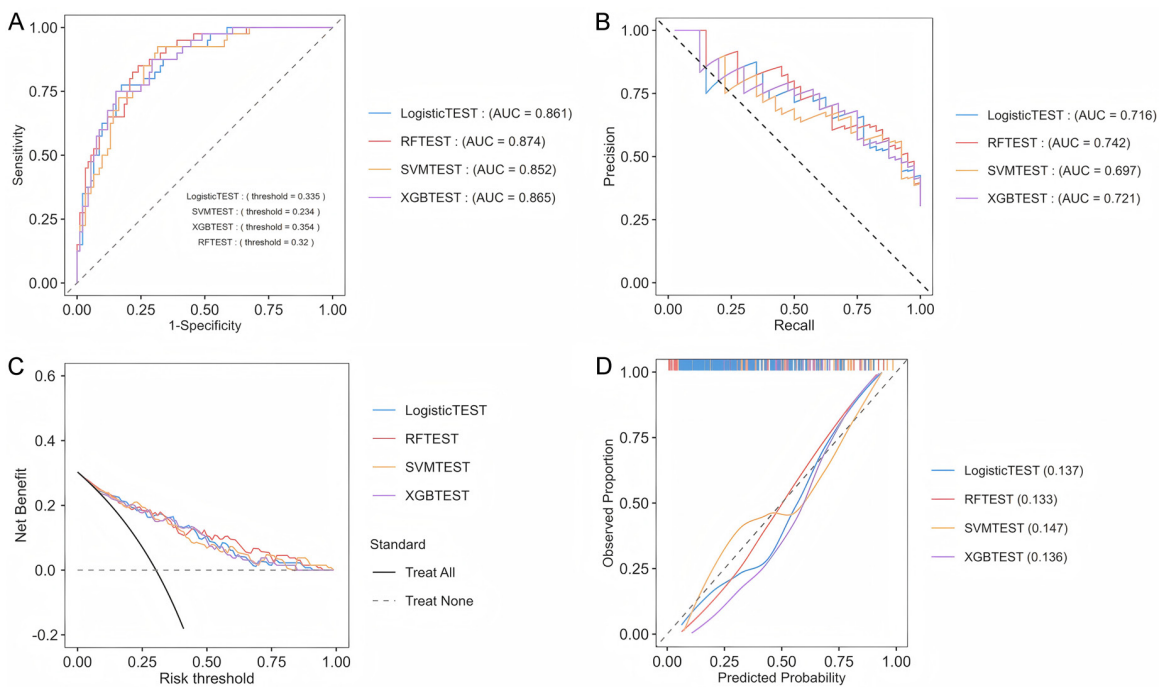 A
1.00
0.75
0.50
0.25
0.00
Sensitivity
LogisticTEST : ( threshold = 0.335 )
SVMTEST : ( threshold = 0.234 )
XGBTEST : ( threshold = 0.354 )
RFTEST : ( threshold = 0.32 )
0.00 0.25 0.50 0.75 1.00
1-Specificity
LogisticTEST : (AUC = 0.861)
RFTEST : (AUC = 0.874)
SVMTEST : (AUC = 0.852)
XGBTEST : (AUC = 0.865)
B
1.00
0.75
0.50
0.25
0.00
Precision
0.00 0.25 0.50 0.75 1.00
Recall
LogisticTEST : (AUC = 0.716)
RFTEST : (AUC = 0.742)
SVMTEST : (AUC = 0.697)
XGBTEST : (AUC = 0.721)
C
0.6
0.4
0.2
0.0
-0.2
Net Benefit
0.00 0.25 0.50 0.75 1.00
Risk threshold
LogisticTEST
RFTEST
SVMTEST
XGBTEST
Standard
Treat All
Treat None
D
1.00
0.75
0.50
0.25
0.00
Observed Proportion
0.00 0.25 0.50 0.75 1.00
Predicted Probability
LogisticTEST (0.137)
RFTEST (0.133)
SVMTEST (0.147)
XGBTEST (0.136)